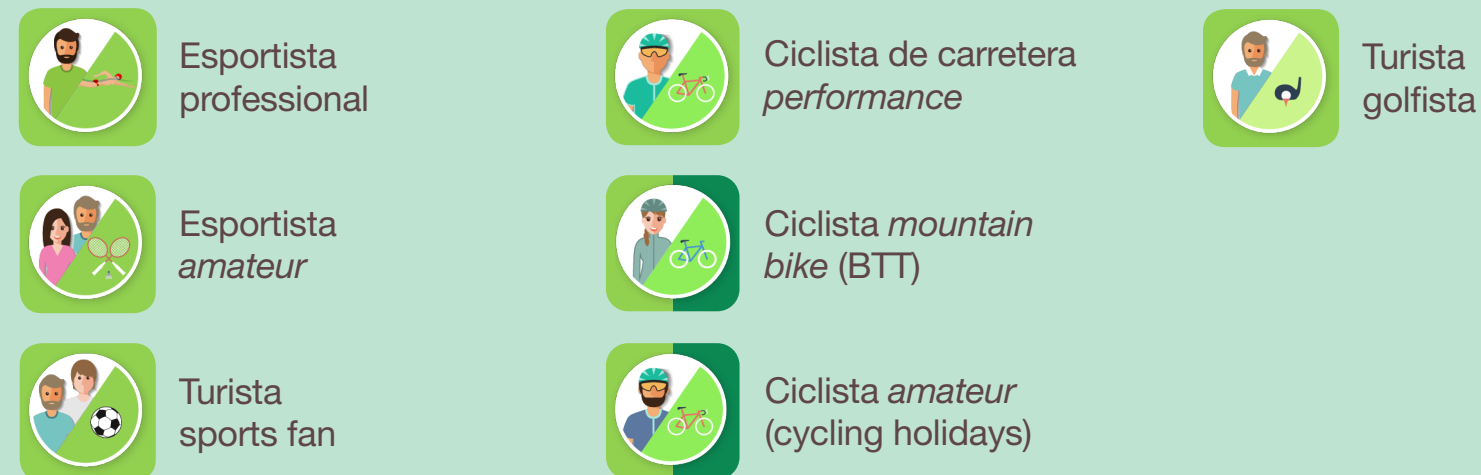 Esportista
professional
Esportista
amateur
Turista
sports fan
Ciclista de carretera
performance
Ciclista mountain
bike (BTT)
Ciclista amateur
(cycling holidays)
Turista
golfista